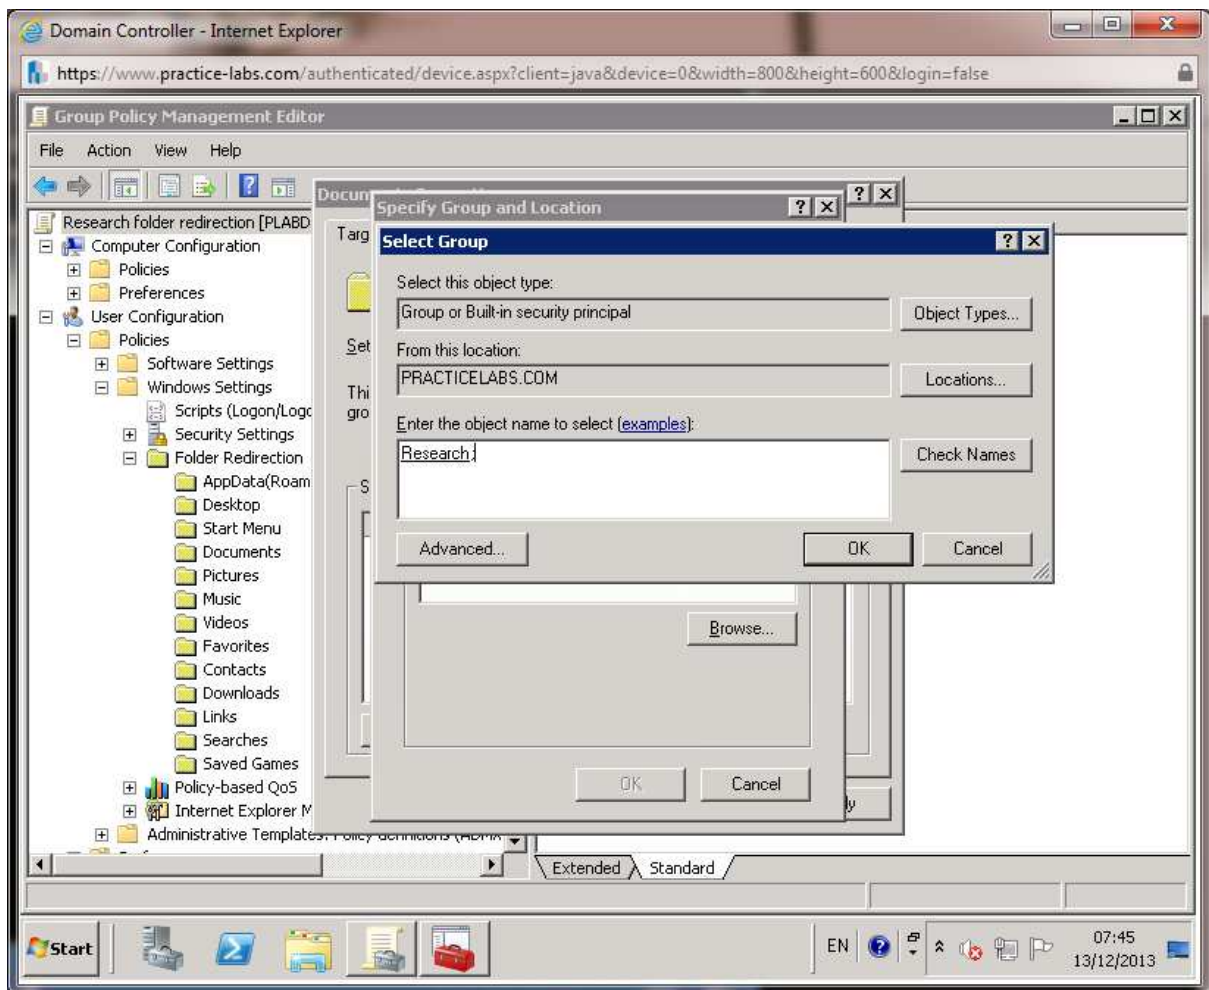 Domain Controller - Internet Explorer
https://www.practice-labs.com/authenticated/device.aspx?client=java&device=0&width=800&height=600&login=false
Group Policy Management Editor
File Action View Help
Research folder redirection [PLABD
Computer Configuration
Policies
Preferences
User Configuration
Policies
Software Settings
Windows Settings
Scripts (Logon/Logo
Security Settings
Folder Redirection
AppData(Roam
Desktop
Start Menu
Documents
Pictures
Music
Videos
Favorites
Contacts
Downloads
Links
Searches
Saved Games
Policy-based QoS
Internet Explorer M
Administrative Templates:
Targ
Set
Thi
gro
S
Specify Group and Location
Select Group
Select this object type:
Group or Built-in security principal
Object Types...
From this location:
PRACTICELABS.COM
Locations...
Enter the object name to select (examples):
Research;
Check Names
Advanced...
OK
Cancel
Browse...
OK
Cancel
ly
Extended Standard
Start
EN
07:45
13/12/2013